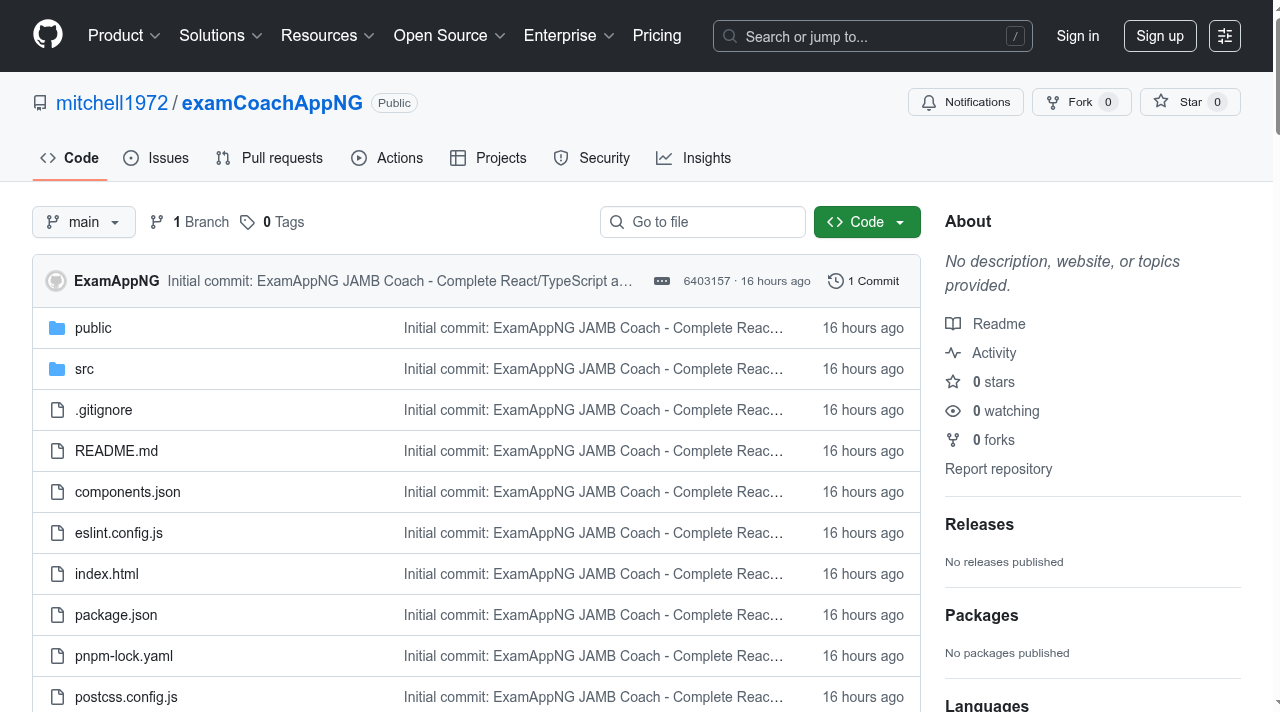 Product Solutions Resources Open Source Enterprise Pricing Search or jump to... / Sign in Sign up
mitchell1972 / examCoachAppNG Public Notifications Fork 0 Star 0
Code Issues Pull requests Actions Projects Security Insights
main 1 Branch 0 Tags Go to file Code
ExamAppNG Initial commit: ExamAppNG JAMB Coach - Complete React/TypeScript a… 6403157 · 16 hours ago 1 Commit
public Initial commit: ExamAppNG JAMB Coach - Complete Reac… 16 hours ago
src Initial commit: ExamAppNG JAMB Coach - Complete Reac… 16 hours ago
.gitignore Initial commit: ExamAppNG JAMB Coach - Complete Reac… 16 hours ago
README.md Initial commit: ExamAppNG JAMB Coach - Complete Reac… 16 hours ago
components.json Initial commit: ExamAppNG JAMB Coach - Complete Reac… 16 hours ago
eslint.config.js Initial commit: ExamAppNG JAMB Coach - Complete Reac… 16 hours ago
index.html Initial commit: ExamAppNG JAMB Coach - Complete Reac… 16 hours ago
package.json Initial commit: ExamAppNG JAMB Coach - Complete Reac… 16 hours ago
pnpm-lock.yaml Initial commit: ExamAppNG JAMB Coach - Complete Reac… 16 hours ago
postcss.config.js Initial commit: ExamAppNG JAMB Coach - Complete Reac… 16 hours ago
About
No description, website, or topics
provided.
Readme
Activity
0 stars
0 watching
0 forks
Report repository
Releases
No releases published
Packages
No packages published
Languages